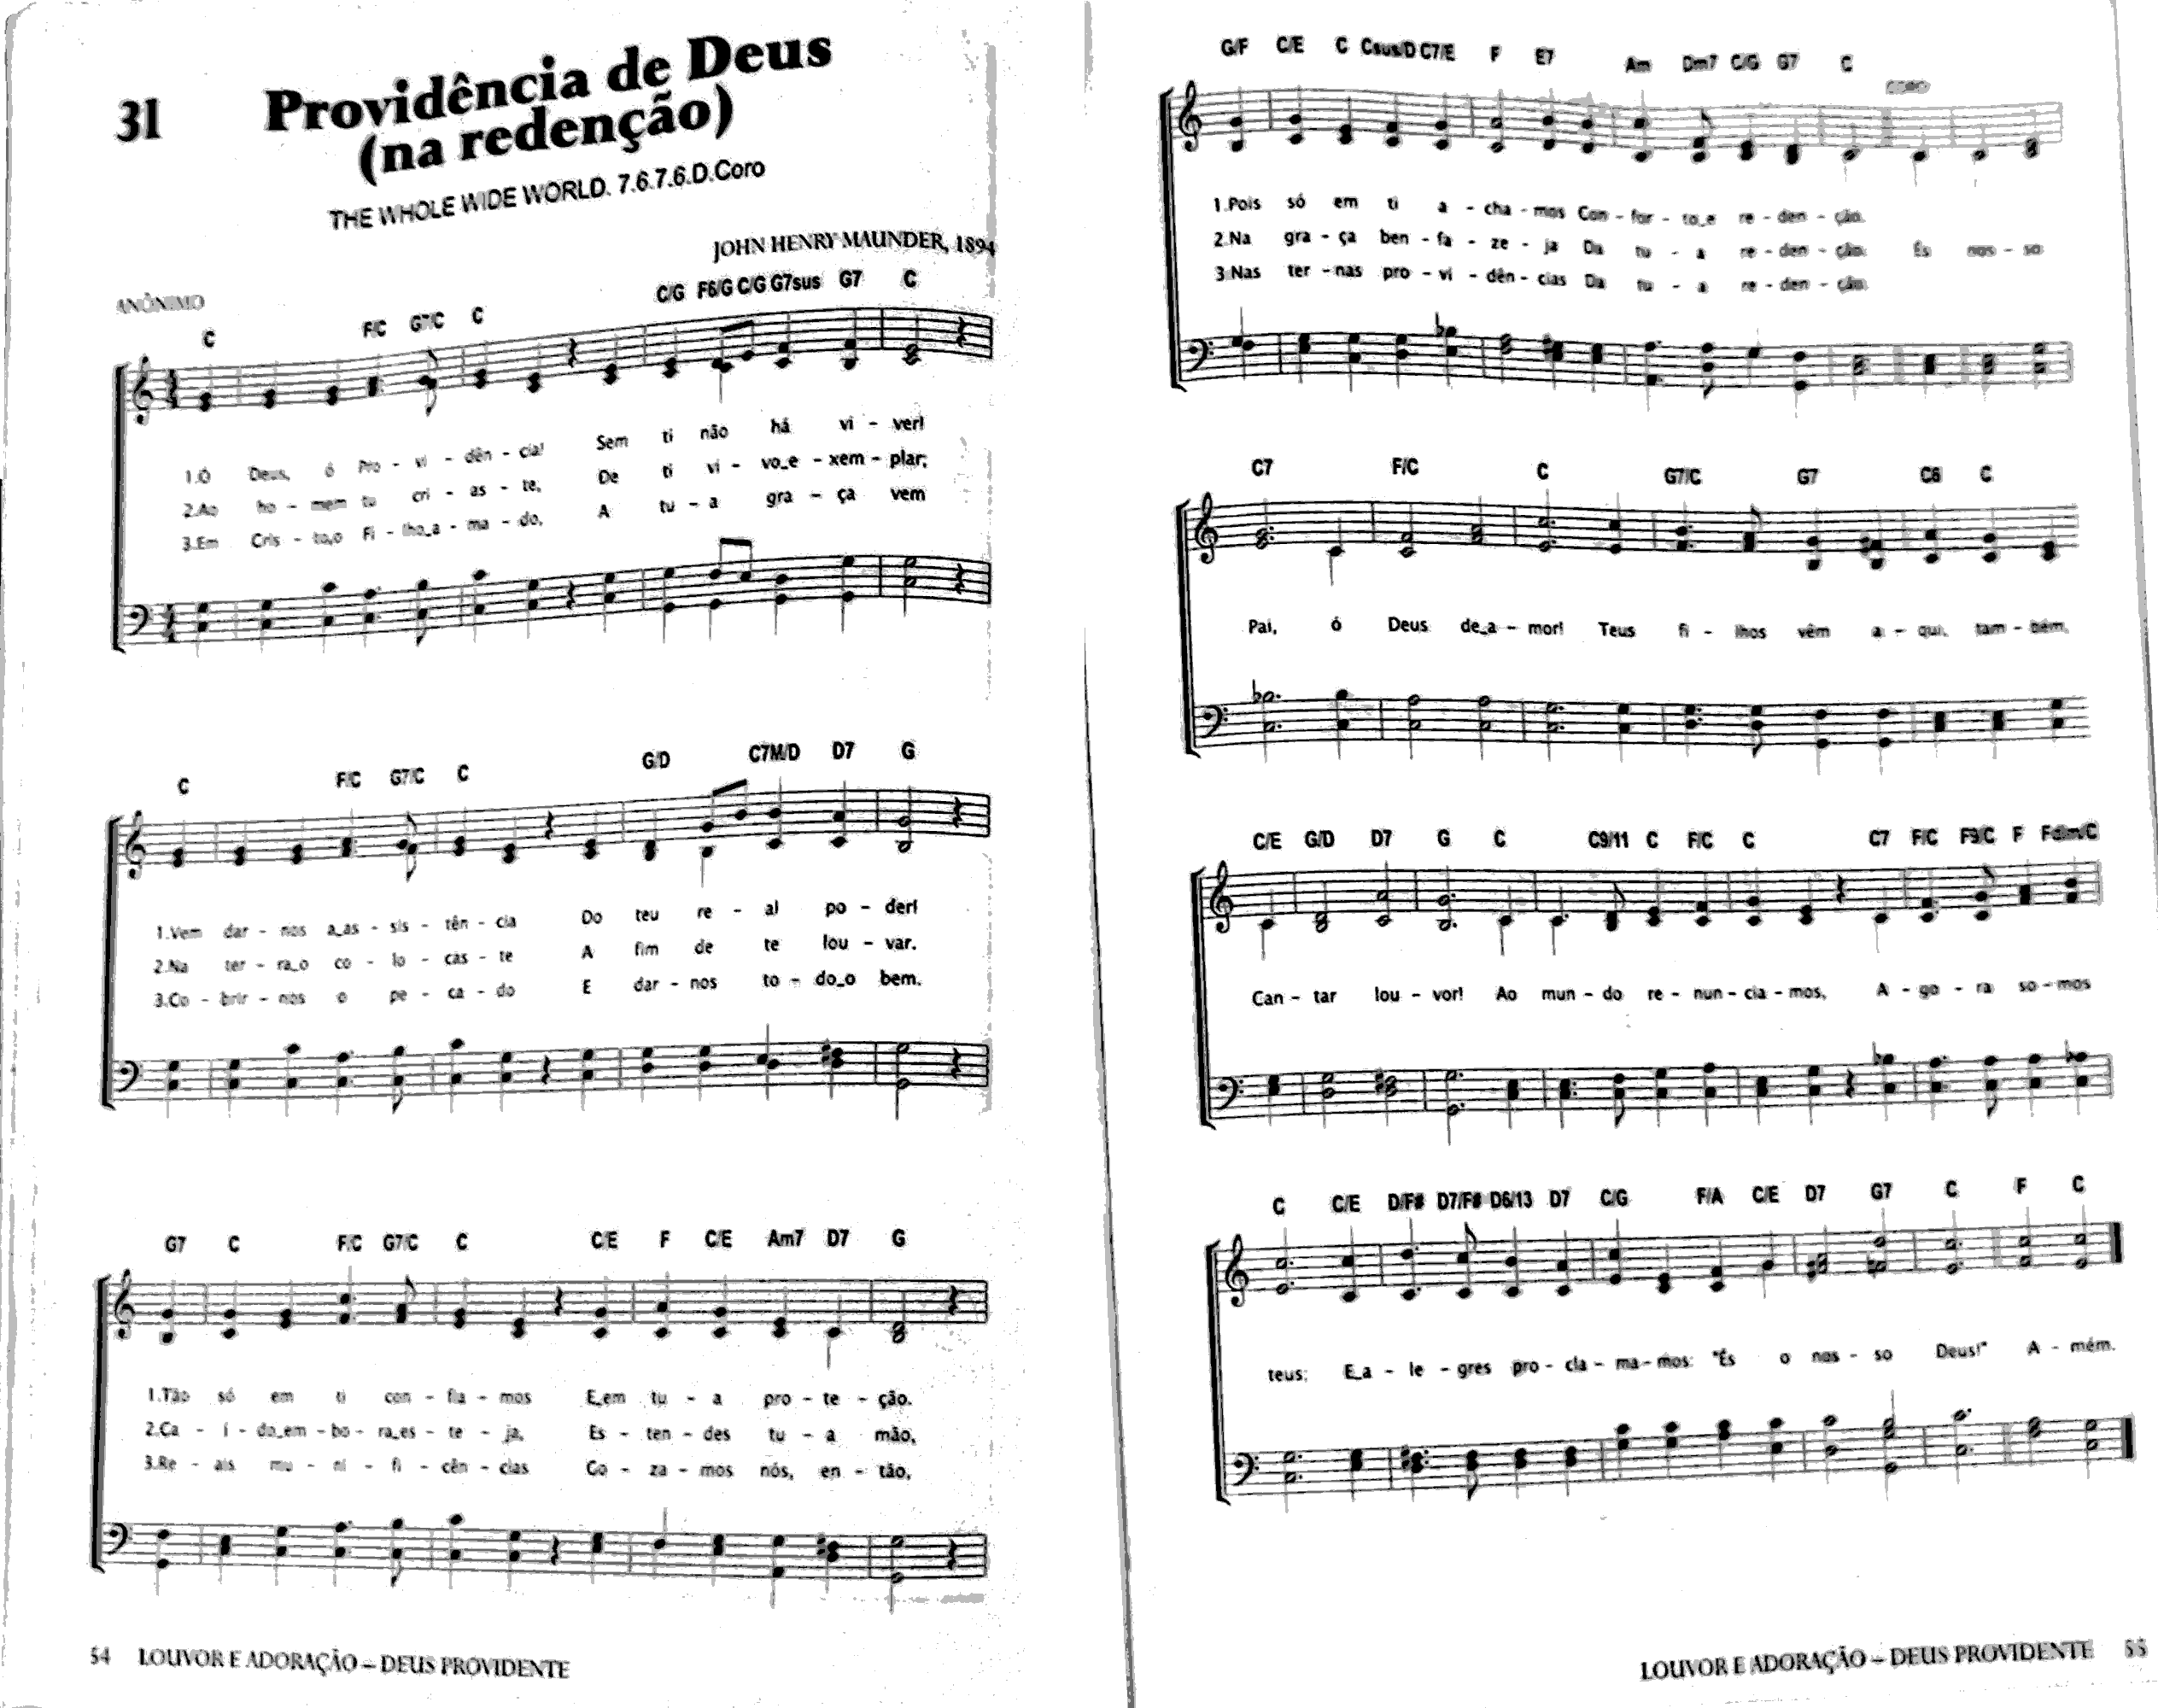 31
Providência de Deus
(na redenção)
THE WHOLE WIDE WORLD. 7.6.7.6.D.Coro
JOHN HENRY MAUNDER, 1894
ANÔNIMO
C F/C G7/C C C/G F6/G C/G G7sus G7 C
1.Ó Deus, ó Pro - vi - dên - cia! Sem ti não há vi - ver!
2.Ao ho - mem tu cri - as - te, De ti vi - vo_e - xem - plar;
3.Em Cris - to,o Fi - lho_a - ma - do, A tu - a gra - ça vem
C F/C G7/C C G/D C7M/D D7 G
1.Vem dar - nos a_as - sis - tên - cia Do teu re - al po - der!
2.Na ter - ra_o co - lo - cas - te A fim de te lou - var.
3.Co - brir - nos o pe - ca - do E dar - nos to - do_o bem.
G7 C F/C G7/C C C/E F C/E Am7 D7 G
1.Tão só em ti con - fia - mos E_em tu - a pro - te - ção.
2.Ca - í - do_em - bo - ra_es - te - ja, Es - ten - des tu - a mão,
3.Re - ais mu - ni - fi - cên - cias Go - za - mos nós, en - tão,
54 LOUVOR E ADORAÇÃO – DEUS PROVIDENTE
G/F C/E C Csus/D C7/E F E7 Am Dm7 C/G G7 C
CORO
1.Pois só em ti a - cha - mos Con - for - to_e re - den - ção.
2.Na gra - ça ben - fa - ze - ja Da tu - a re - den - ção. És nos - so
3.Nas ter - nas pro - vi - dên - cias Da tu - a re - den - ção.
C7 F/C C G7/C G7 C6 C
Pai, ó Deus de_a - mor! Teus fi - lhos vêm a - qui, tam - bém,
C/E G/D D7 G C C9/11 C F/C C C7 F/C F9/C F Fdim/C
Can - tar lou - vor! Ao mun - do re - nun - cia - mos, A - go - ra so - mos
C C/E D/F# D7/F# D6/13 D7 C/G F/A C/E D7 G7 C F C
teus; E_a - le - gres pro - cla - ma - mos: "És o nos - so Deus!" A - mém.
LOUVOR E ADORAÇÃO – DEUS PROVIDENTE 55